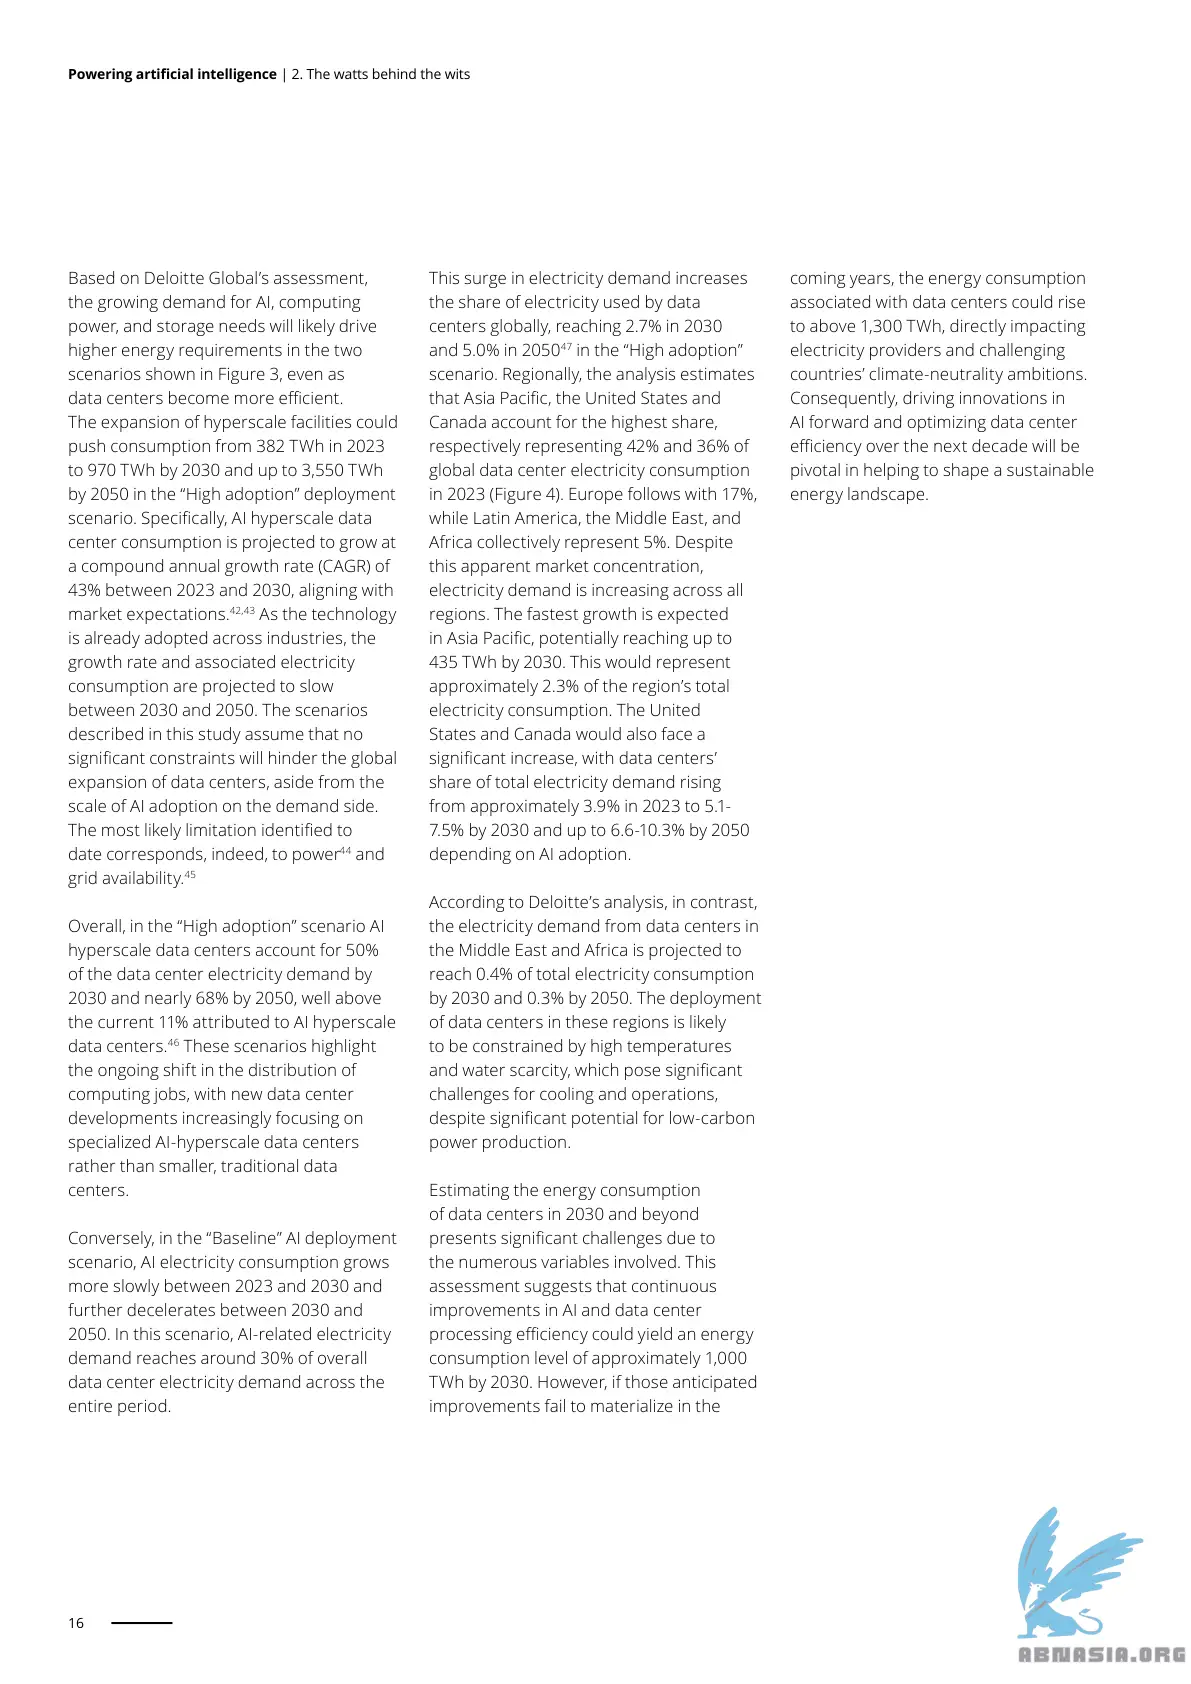 Powering artificial intelligence | 2. The watts behind the wits
Based on Deloitte Global’s assessment,
the growing demand for AI, computing
power, and storage needs will likely drive
higher energy requirements in the two
scenarios shown in Figure 3, even as
data centers become more efficient.
The expansion of hyperscale facilities could
push consumption from 382 TWh in 2023
to 970 TWh by 2030 and up to 3,550 TWh
by 2050 in the “High adoption” deployment
scenario. Specifically, AI hyperscale data
center consumption is projected to grow at
a compound annual growth rate (CAGR) of
43% between 2023 and 2030, aligning with
market expectations.42,43 As the technology
is already adopted across industries, the
growth rate and associated electricity
consumption are projected to slow
between 2030 and 2050. The scenarios
described in this study assume that no
significant constraints will hinder the global
expansion of data centers, aside from the
scale of AI adoption on the demand side.
The most likely limitation identified to
date corresponds, indeed, to power44 and
grid availability.45
Overall, in the “High adoption” scenario AI
hyperscale data centers account for 50%
of the data center electricity demand by
2030 and nearly 68% by 2050, well above
the current 11% attributed to AI hyperscale
data centers.46 These scenarios highlight
the ongoing shift in the distribution of
computing jobs, with new data center
developments increasingly focusing on
specialized AI-hyperscale data centers
rather than smaller, traditional data
centers.
Conversely, in the “Baseline” AI deployment
scenario, AI electricity consumption grows
more slowly between 2023 and 2030 and
further decelerates between 2030 and
2050. In this scenario, AI-related electricity
demand reaches around 30% of overall
data center electricity demand across the
entire period.
This surge in electricity demand increases
the share of electricity used by data
centers globally, reaching 2.7% in 2030
and 5.0% in 205047 in the “High adoption”
scenario. Regionally, the analysis estimates
that Asia Pacific, the United States and
Canada account for the highest share,
respectively representing 42% and 36% of
global data center electricity consumption
in 2023 (Figure 4). Europe follows with 17%,
while Latin America, the Middle East, and
Africa collectively represent 5%. Despite
this apparent market concentration,
electricity demand is increasing across all
regions. The fastest growth is expected
in Asia Pacific, potentially reaching up to
435 TWh by 2030. This would represent
approximately 2.3% of the region’s total
electricity consumption. The United
States and Canada would also face a
significant increase, with data centers’
share of total electricity demand rising
from approximately 3.9% in 2023 to 5.1-
7.5% by 2030 and up to 6.6-10.3% by 2050
depending on AI adoption.
According to Deloitte’s analysis, in contrast,
the electricity demand from data centers in
the Middle East and Africa is projected to
reach 0.4% of total electricity consumption
by 2030 and 0.3% by 2050. The deployment
of data centers in these regions is likely
to be constrained by high temperatures
and water scarcity, which pose significant
challenges for cooling and operations,
despite significant potential for low-carbon
power production.
Estimating the energy consumption
of data centers in 2030 and beyond
presents significant challenges due to
the numerous variables involved. This
assessment suggests that continuous
improvements in AI and data center
processing efficiency could yield an energy
consumption level of approximately 1,000
TWh by 2030. However, if those anticipated
improvements fail to materialize in the
coming years, the energy consumption
associated with data centers could rise
to above 1,300 TWh, directly impacting
electricity providers and challenging
countries’ climate-neutrality ambitions.
Consequently, driving innovations in
AI forward and optimizing data center
efficiency over the next decade will be
pivotal in helping to shape a sustainable
energy landscape.
16
ABNASIA.ORG